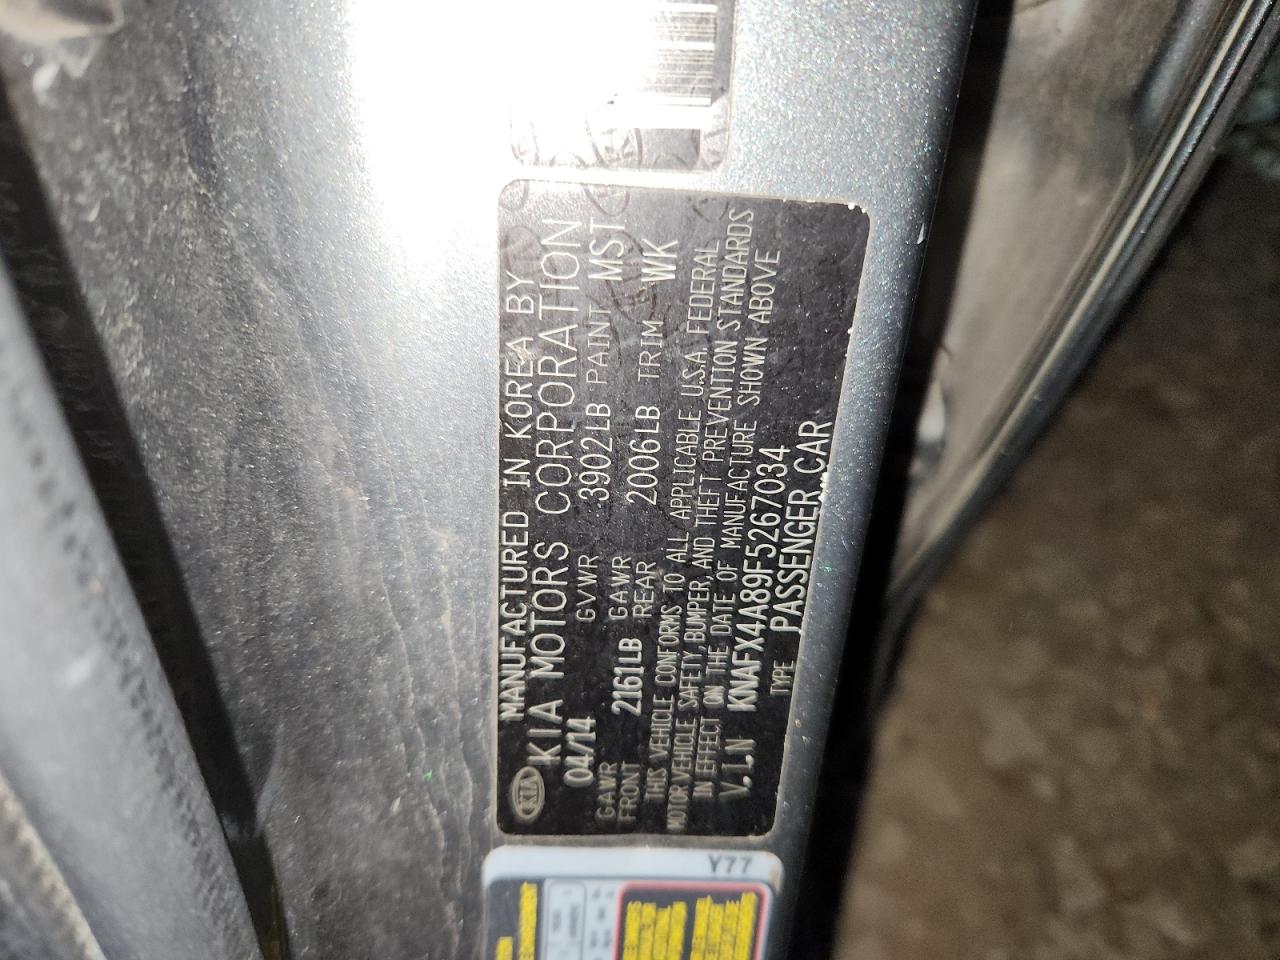 MANUFACTURED IN KOREA BY
KIA KIA MOTORS CORPORATION
04/14 GVWR 3902LB PAINT MST
GAWR FRONT 2161LB GAWR REAR 2006LB TRIM WK
THIS VEHICLE CONFORMS TO ALL APPLICABLE U.S.A. FEDERAL
MOTOR VEHICLE SAFETY, BUMPER, AND THEFT PREVENTION STANDARDS
IN EFFECT ON THE DATE OF MANUFACTURE SHOWN ABOVE
V.I.N KNAFX4A89F5267034
TYPE PASSENGER CAR
Y77